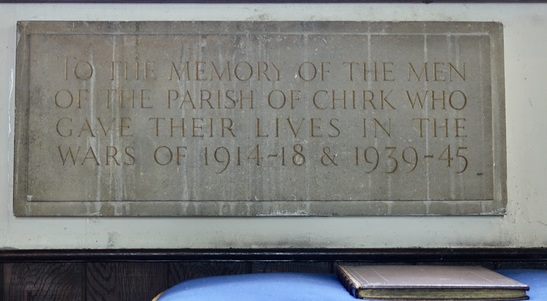 TO THE MEMORY OF THE MEN
OF THE PARISH OF CHIRK WHO
GAVE THEIR LIVES IN THE
WARS OF 1914-18 & 1939-45